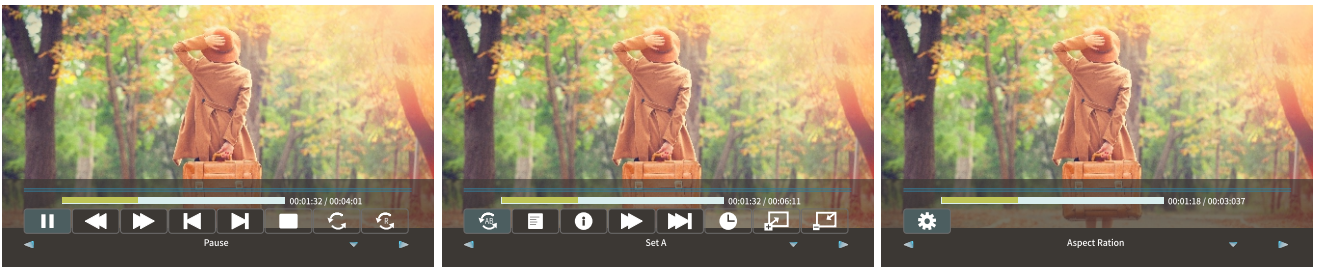 00:01:32 / 00:04:01
Pause
00:01:32 / 00:06:11
AB
Set A
00:01:18 / 00:03:037
Aspect Ration